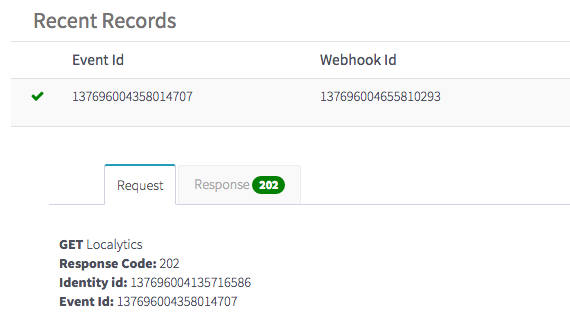 Recent Records
Event Id Webhook Id
137696004358014707 137696004655810293
Request Response 202
GET Localytics
Response Code: 202
Identity id: 137696004135716586
Event Id: 137696004358014707